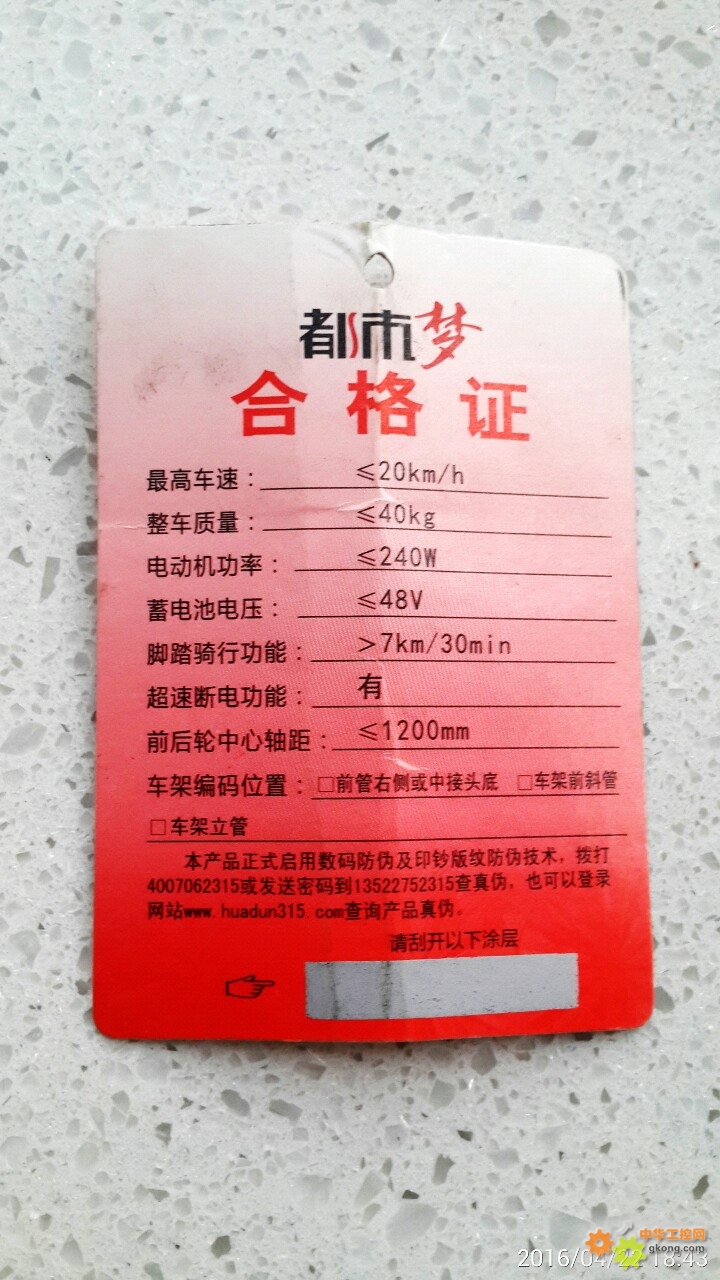 都市梦
合格证
最高车速：≤20km/h
整车质量：≤40kg
电动机功率：≤240W
蓄电池电压：≤48V
脚踏骑行功能：>7km/30min
超速断电功能：有
前后轮中心轴距：≤1200mm
车架编码位置：□前管右侧或中接头底 □车架前斜管
□车架立管
本产品正式启用数码防伪及印钞版纹防伪技术，拨打
4007062315或发送密码到13522752315查真伪，也可以登录
网站www.huadun315.com查询产品真伪。
请刮开以下涂层
中华工控网
gkong.com
2016/04/ 18:43